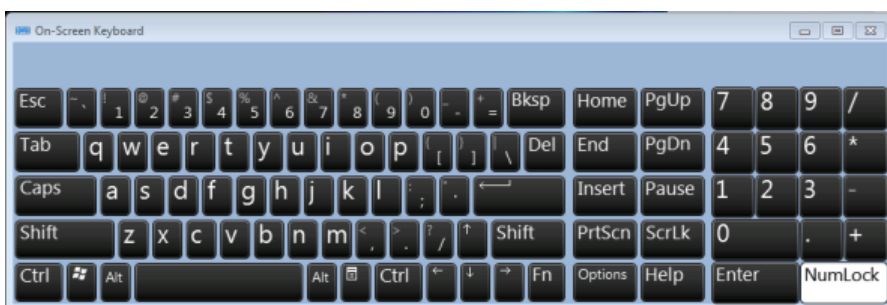 On-Screen Keyboard
Esc ~ ` ! 1 @ 2 # 3 $ 4 % 5 ^ 6 & 7 * 8 ( 9 ) 0 _ - + = Bksp Home PgUp 7 8 9 /
Tab q w e r t y u i o p { [ } ] | \ Del End PgDn 4 5 6 *
Caps a s d f g h j k l : ; " ' Insert Pause 1 2 3 -
Shift z x c v b n m < , > . ? / ↑ Shift PrtScn ScrLk 0 . +
Ctrl Alt Alt Ctrl ← ↓ → Fn Options Help Enter NumLock